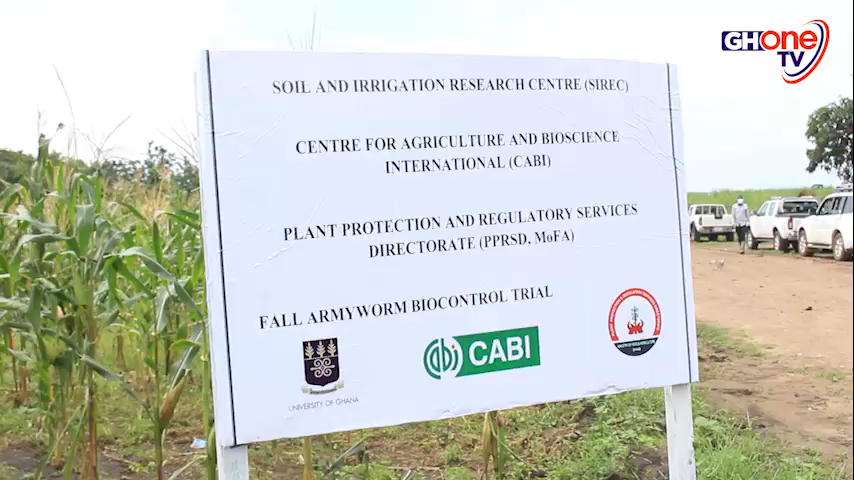 GHONE
TV
SOIL AND IRRIGATION RESEARCH CENTRE (SIREC)
CENTRE FOR AGRICULTURE AND BIOSCIENCE
INTERNATIONAL (CABI)
PLANT PROTECTION AND REGULATORY SERVICES
DIRECTORATE (PPRSD, MoFA)
FALL ARMYWORM BIOCONTROL TRIAL
UNIVERSITY OF GHANA
cabi CABI